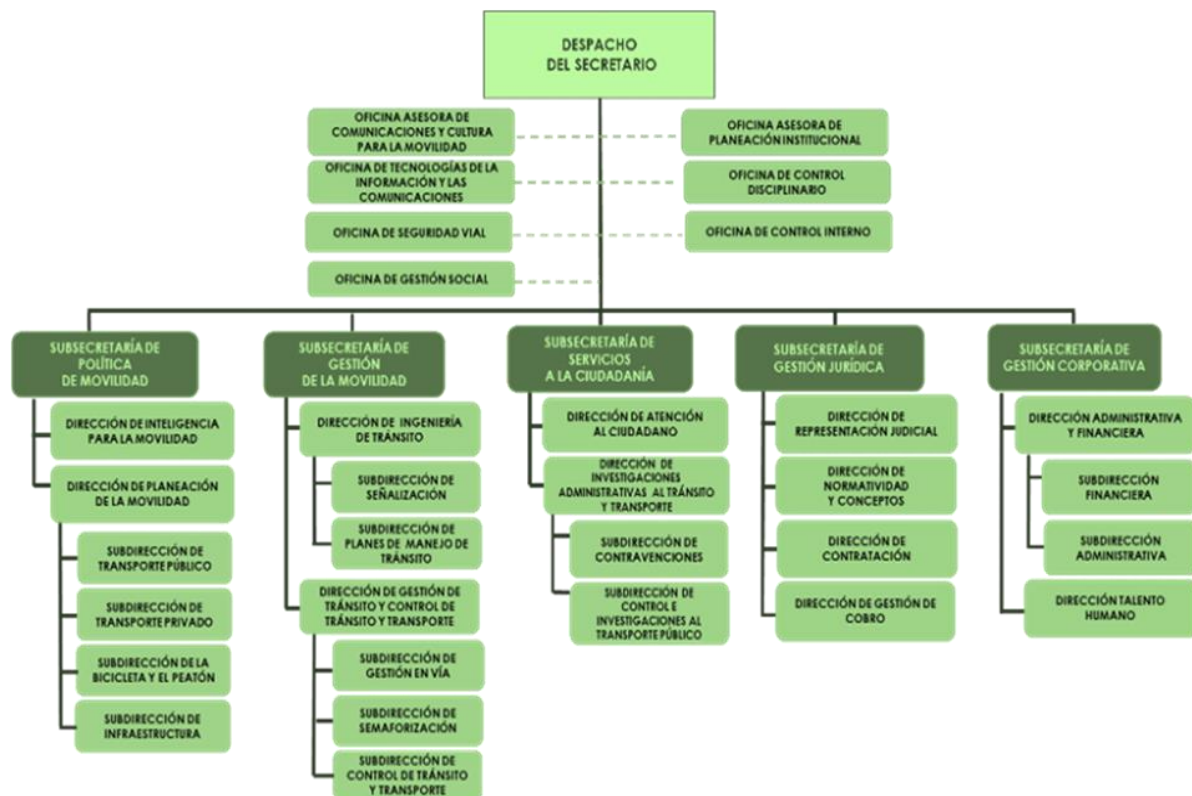 DESPACHO
DEL SECRETARIO
OFICINA ASESORA DE
COMUNICACIONES Y CULTURA
PARA LA MOVILIDAD
OFICINA ASESORA DE
PLANEACIÓN INSTITUCIONAL
OFICINA DE TECNOLOGÍAS DE LA
INFORMACIÓN Y LAS
COMUNICACIONES
OFICINA DE CONTROL
DISCIPLINARIO
OFICINA DE SEGURIDAD VIAL
OFICINA DE CONTROL INTERNO
OFICINA DE GESTIÓN SOCIAL
SUBSECRETARÍA DE
POLÍTICA
DE MOVILIDAD
DIRECCIÓN DE INTELIGENCIA
PARA LA MOVILIDAD
DIRECCIÓN DE PLANEACIÓN
DE LA MOVILIDAD
SUBDIRECCIÓN DE
TRANSPORTE PÚBLICO
SUBDIRECCIÓN DE
TRANSPORTE PRIVADO
SUBDIRECCIÓN DE LA
BICICLETA Y EL PEATÓN
SUBDIRECCIÓN DE
INFRAESTRUCTURA
SUBSECRETARÍA DE
GESTIÓN
DE LA MOVILIDAD
DIRECCIÓN DE INGENIERÍA
DE TRÁNSITO
SUBDIRECCIÓN DE
SEÑALIZACIÓN
SUBDIRECCIÓN DE
PLANES DE MANEJO DE
TRÁNSITO
DIRECCIÓN DE GESTIÓN DE
TRÁNSITO Y CONTROL DE
TRÁNSITO Y TRANSPORTE
SUBDIRECCIÓN DE
GESTIÓN EN VÍA
SUBDIRECCIÓN DE
SEMAFORIZACIÓN
SUBDIRECCIÓN DE
CONTROL DE TRÁNSITO
Y TRANSPORTE
SUBSECRETARÍA DE
SERVICIOS
A LA CIUDADANÍA
DIRECCIÓN DE ATENCIÓN
AL CIUDADANO
DIRECCIÓN DE
INVESTIGACIONES
ADMINISTRATIVAS AL TRÁNSITO
Y TRANSPORTE
SUBDIRECCIÓN DE
CONTRAVENCIONES
SUBDIRECCIÓN DE
CONTROL E
INVESTIGACIONES AL
TRANSPORTE PÚBLICO
SUBSECRETARÍA DE
GESTIÓN JURÍDICA
DIRECCIÓN DE
REPRESENTACIÓN JUDICIAL
DIRECCIÓN DE
NORMATIVIDAD
Y CONCEPTOS
DIRECCIÓN DE
CONTRATACIÓN
DIRECCIÓN DE GESTIÓN DE
COBRO
SUBSECRETARÍA DE
GESTIÓN CORPORATIVA
DIRECCIÓN ADMINISTRATIVA
Y FINANCIERA
SUBDIRECCIÓN
FINANCIERA
SUBDIRECCIÓN
ADMINISTRATIVA
DIRECCIÓN TALENTO
HUMANO